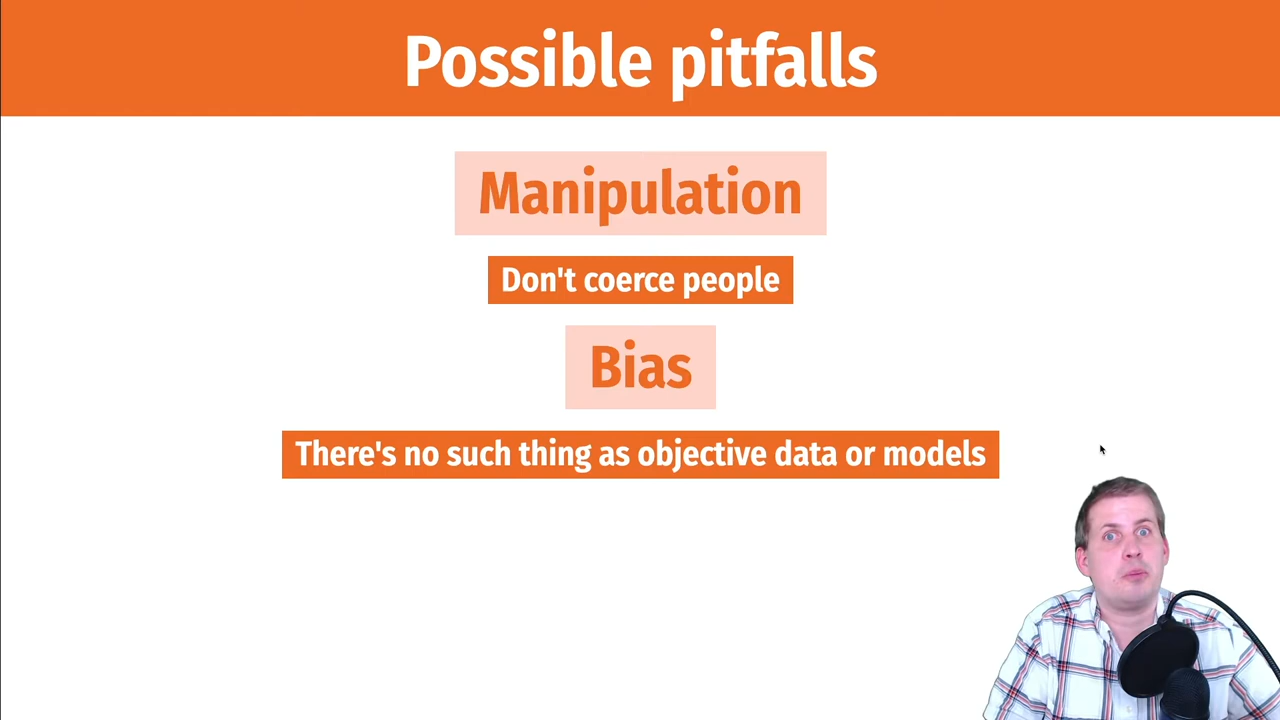 Possible pitfalls
Manipulation
Don't coerce people
Bias
There's no such thing as objective data or models